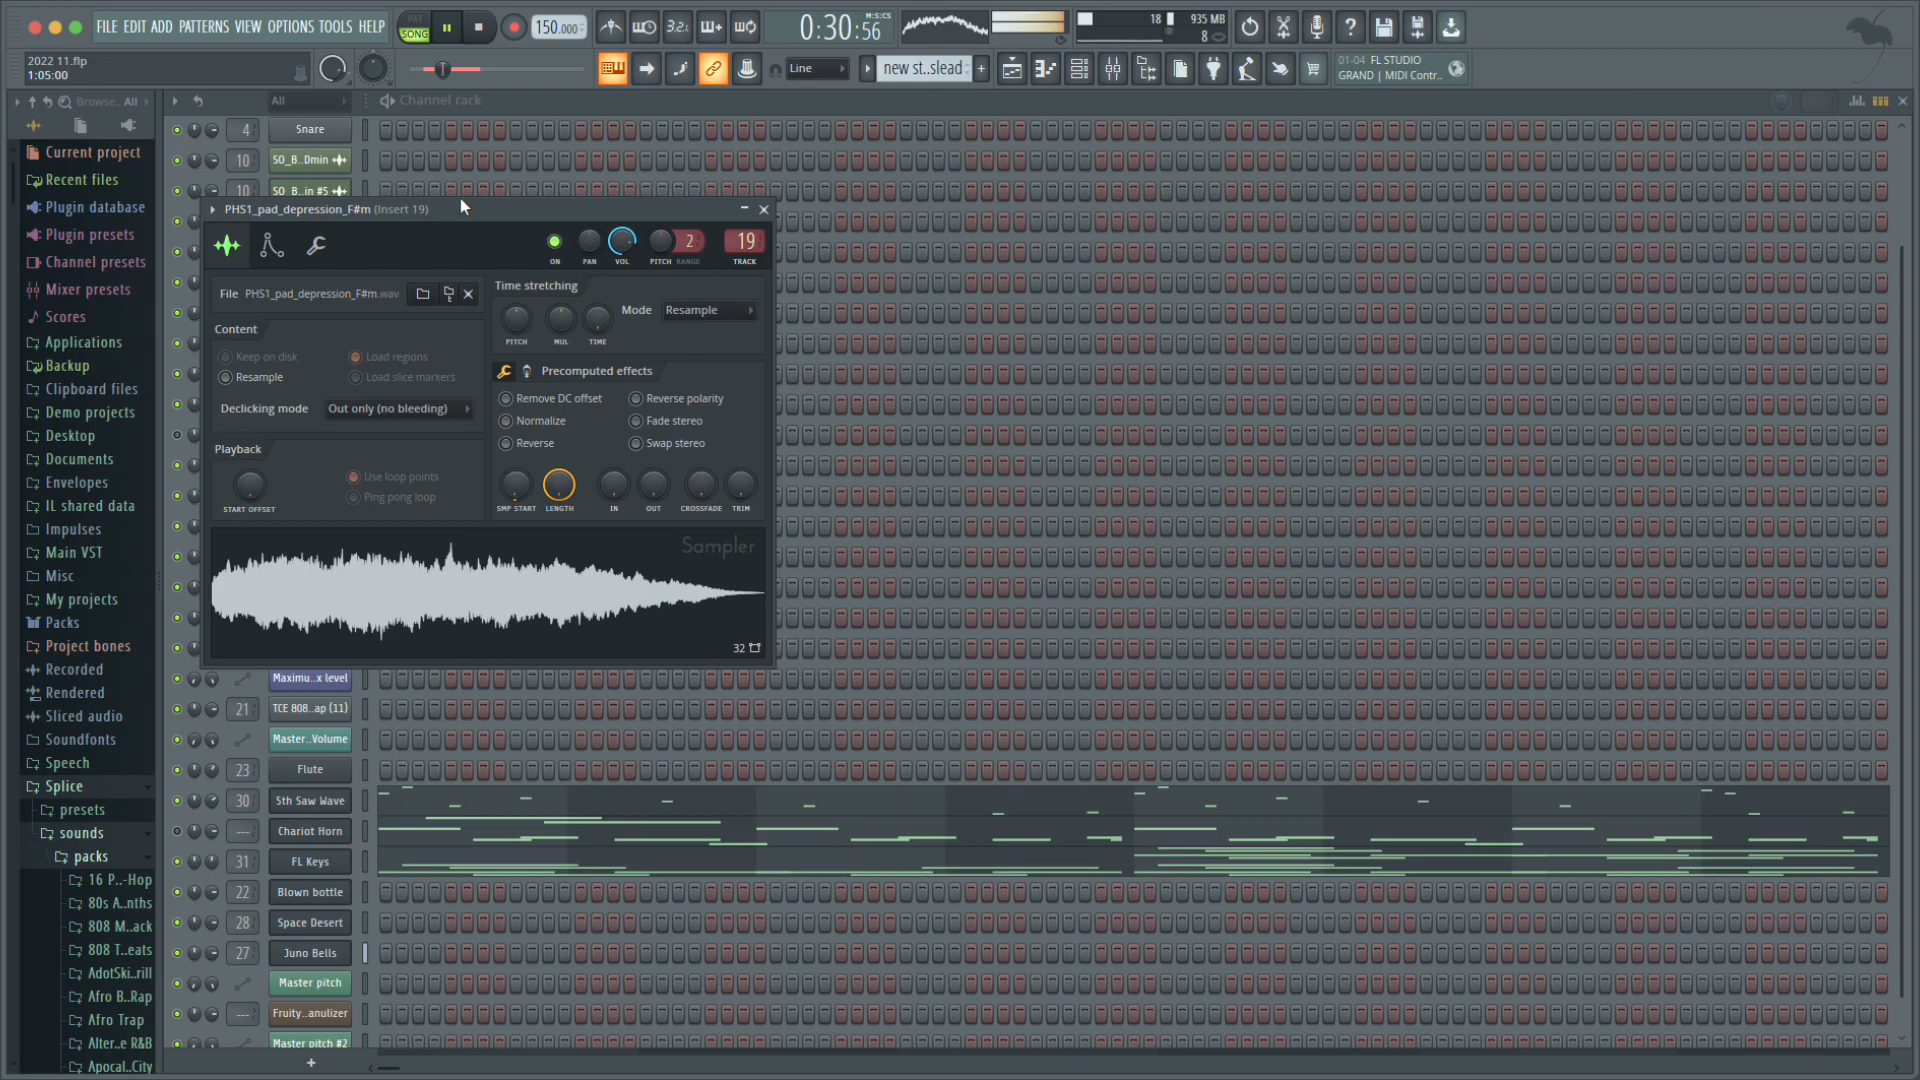 FILE EDIT ADD PATTERNS VIEW OPTIONS TOOLS HELP
PAT
SONG
150.000
3.2.
0:30:56
M:S:CS
18
935 MB
8
2022 11.flp
1:05:00
Line
new st..slead
01-04 FL STUDIO
GRAND | MIDI Contr..
Browse.. All
All
Channel rack
Current project
Recent files
Plugin database
Plugin presets
Channel presets
Mixer presets
Scores
Applications
Backup
Clipboard files
Demo projects
Desktop
Documents
Envelopes
IL shared data
Impulses
Main VST
Misc
My projects
Packs
Project bones
Recorded
Rendered
Sliced audio
Soundfonts
Speech
Splice
presets
sounds
packs
16 P..-Hop
80s A..nths
808 M..ack
808 T..eats
AdotSki..rill
Afro B..Rap
Afro Trap
Alter..e R&B
Apocal..City
4 Snare
10 SO_B..Dmin
10 SO_B..in #5
PHS1_pad_depression_F#m (Insert 19)
ON PAN VOL PITCH 2 RANGE 19 TRACK
File PHS1_pad_depression_F#m.wav
Content
Keep on disk
Load regions
Resample
Load slice markers
Declicking mode Out only (no bleeding)
Playback
START OFFSET
Use loop points
Ping pong loop
Time stretching
PITCH MUL TIME
Mode Resample
Precomputed effects
Remove DC offset
Reverse polarity
Normalize
Fade stereo
Reverse
Swap stereo
SMP START LENGTH IN OUT CROSSFADE TRIM
Sampler
32
Maximu..x level
21 TCE 808..ap (11)
Master..Volume
23 Flute
30 5th Saw Wave
--- Chariot Horn
31 FL Keys
22 Blown bottle
28 Space Desert
27 Juno Bells
Master pitch
--- Fruity..anulizer
Master pitch #2
+